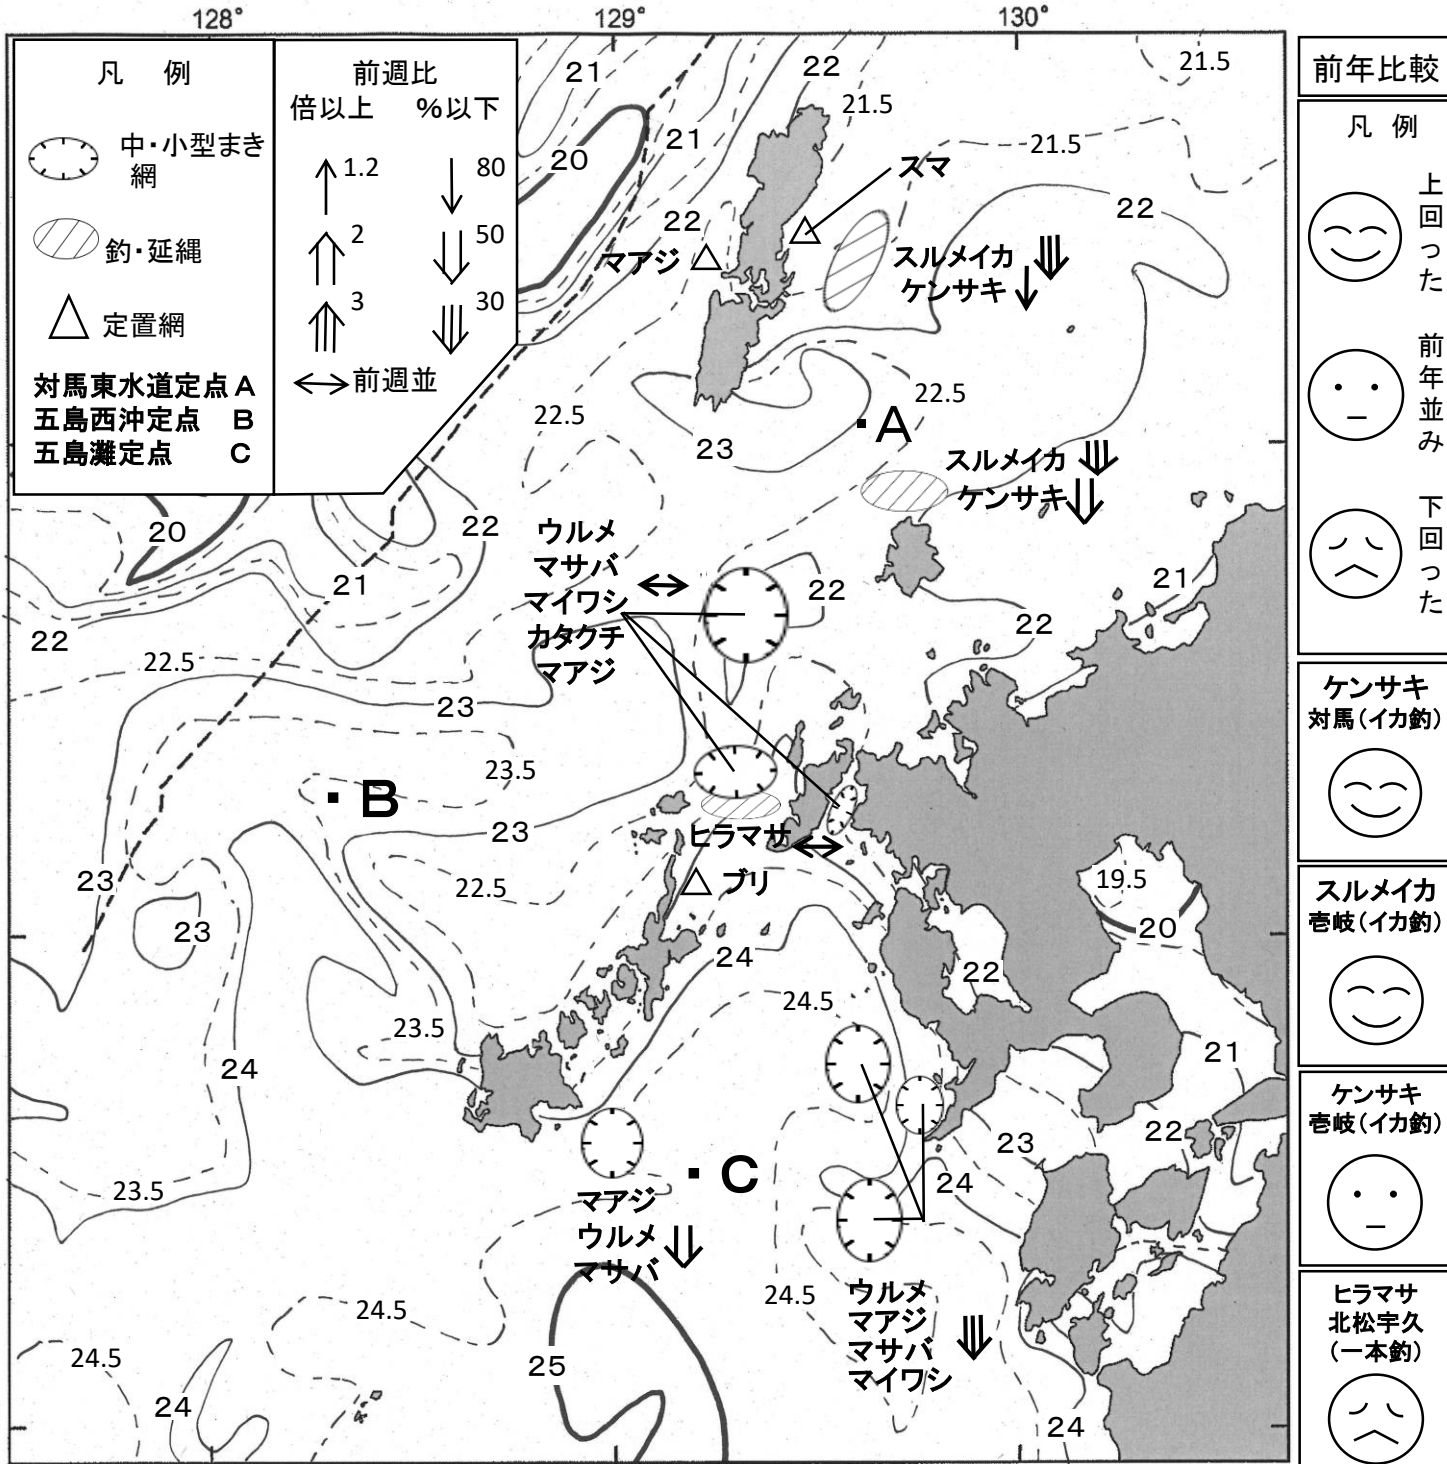 128°
129°
130°
凡 例
中・小型まき
網
釣・延縄
定置網
対馬東水道定点 A
五島西沖定点 B
五島灘定点 C
前週比
倍以上 %以下
1.2 80
2 50
3 30
前週並
前年比較
凡 例
上回った
前年並み
下回った
ケンサキ
対馬(イカ釣)
スルメイカ
壱岐(イカ釣)
ケンサキ
壱岐(イカ釣)
ヒラマサ
北松宇久
(一本釣)
21
22
21.5
21.5
20
21
21.5
スマ
22
22
マアジ
スルメイカ
ケンサキ
22.5
22.5
A
23
スルメイカ
ケンサキ
20
22
ウルメ
マサバ
マイワシ
カタクチ
マアジ
21
22
21
22
22
22.5
23
23.5
B
23
ヒラマサ
23
22.5
ブリ
19.5
20
23
24
22
24.5
23.5
21
24
22
23
24
C
23.5
マアジ
ウルメ
マサバ
24.5
24.5
ウルメ
マアジ
マサバ
マイワシ
24.5
25
24
24